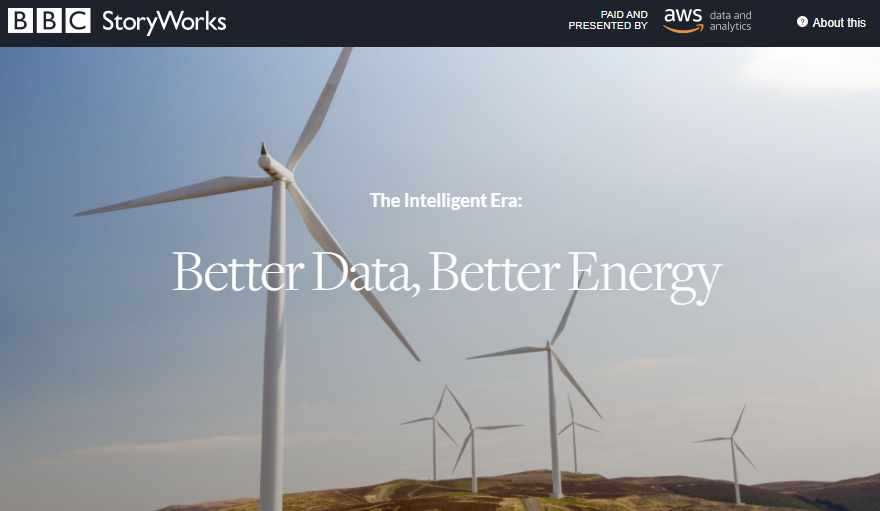 BBC StoryWorks
PAID AND
PRESENTED BY
aws data and
analytics
? About this
The Intelligent Era:
Better Data, Better Energy